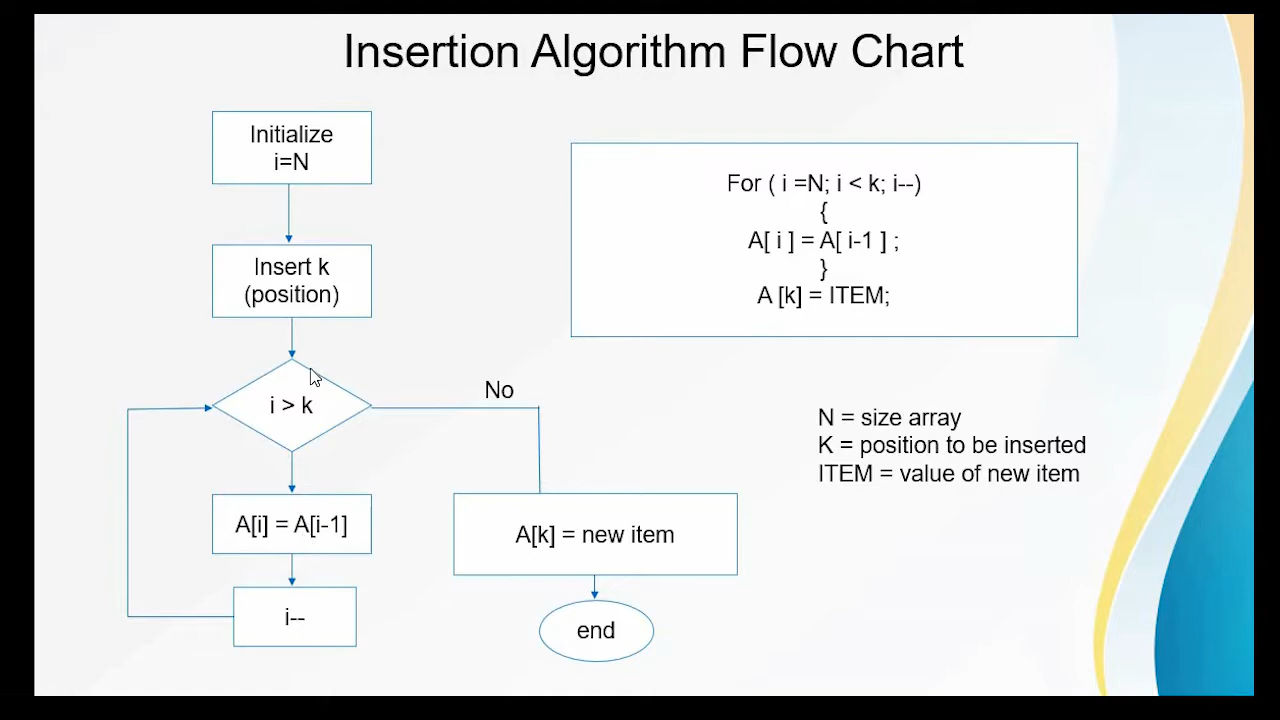 Insertion Algorithm Flow Chart
Initialize
i=N
Insert k
(position)
i > k
No
A[i] = A[i-1]
i--
A[k] = new item
end
For ( i =N; i < k; i--)
{
A[ i ] = A[ i-1 ] ;
}
A [k] = ITEM;
N = size array
K = position to be inserted
ITEM = value of new item